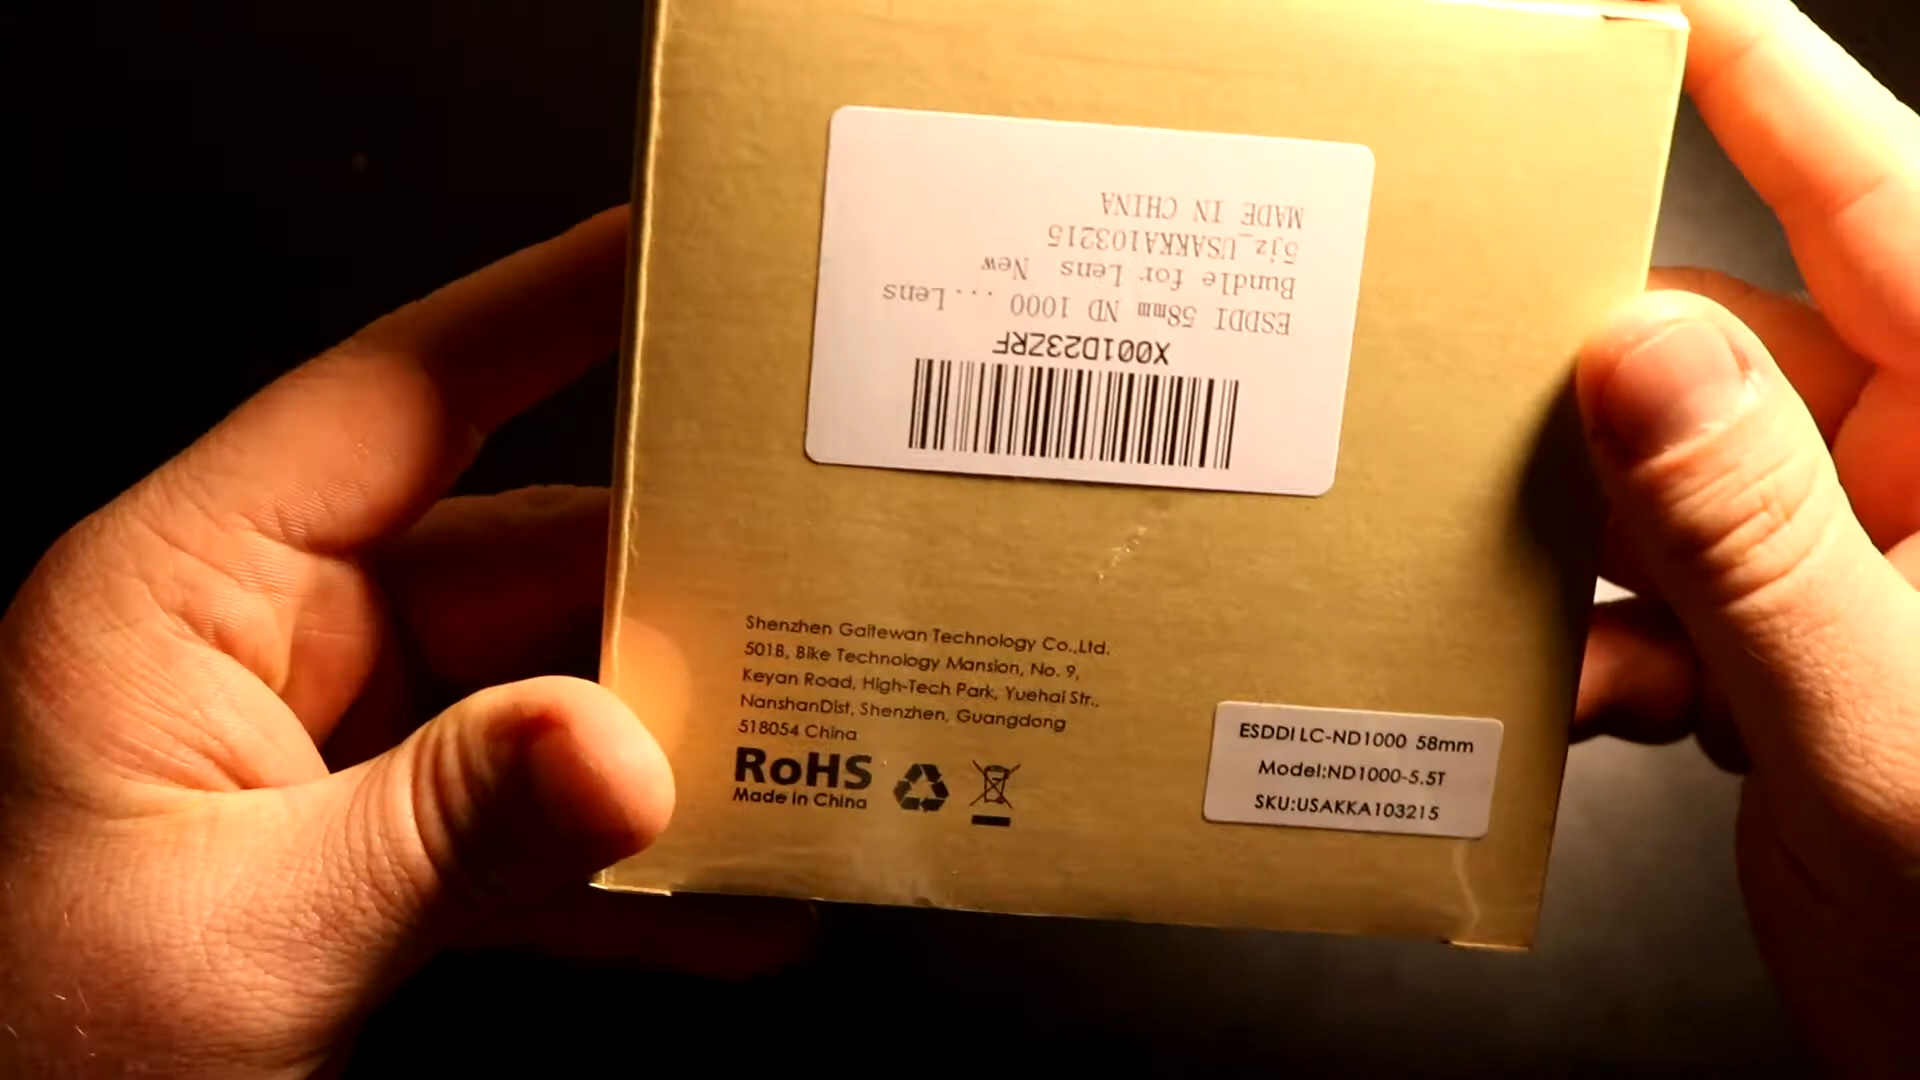 X001D23ZRF
ESDDI 58mm ND 1000 ...Lens
Bundle for Lens New
5jz_USAKKA103215
MADE IN CHINA
Shenzhen Gaitewan Technology Co.,Ltd.
501B, Bike Technology Mansion, No. 9,
Keyan Road, High-Tech Park, Yuehai Str.,
NanshanDist, Shenzhen, Guangdong
518054 China
RoHS
Made in China
ESDDI LC-ND1000 58mm
Model:ND1000-5.5T
SKU:USAKKA103215